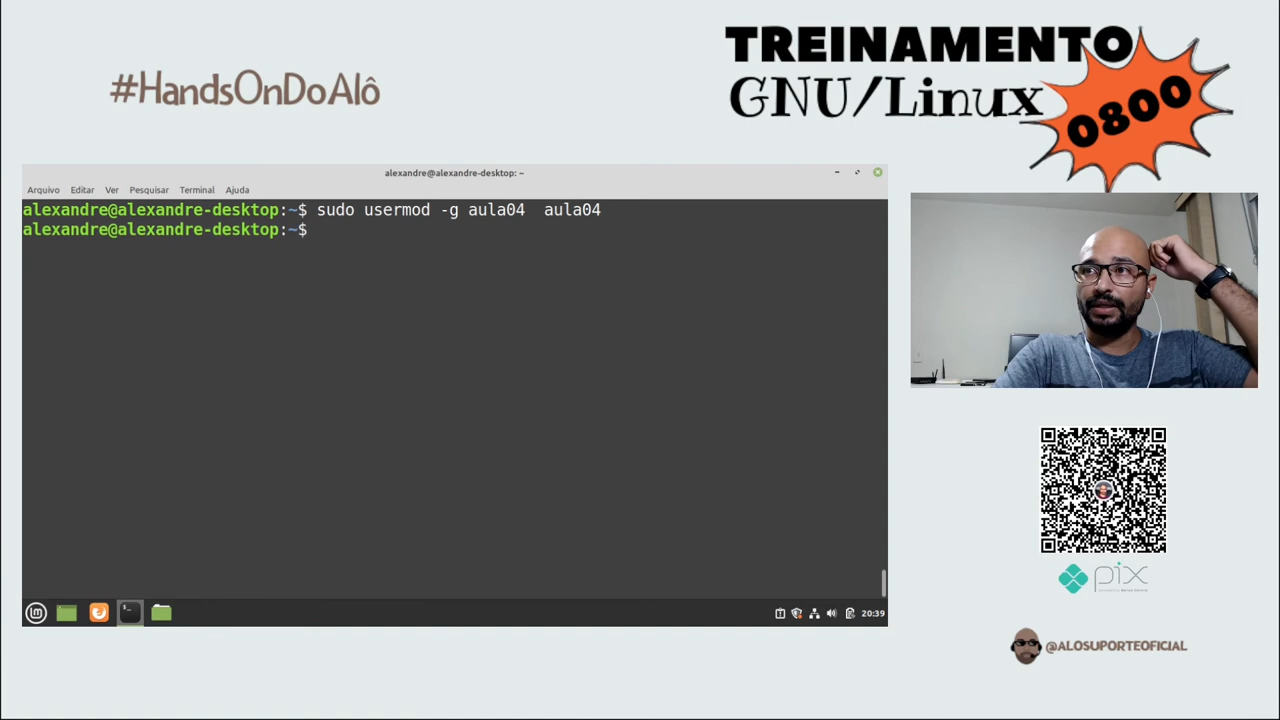 #HandsOnDoAlô
TREINAMENTO
GNU/Linux
0800
alexandre@alexandre-desktop: ~
Arquivo Editar Ver Pesquisar Terminal Ajuda
alexandre@alexandre-desktop:~$ sudo usermod -g aula04  aula04
alexandre@alexandre-desktop:~$
20:39
pix
@ALOSUPORTEOFICIAL